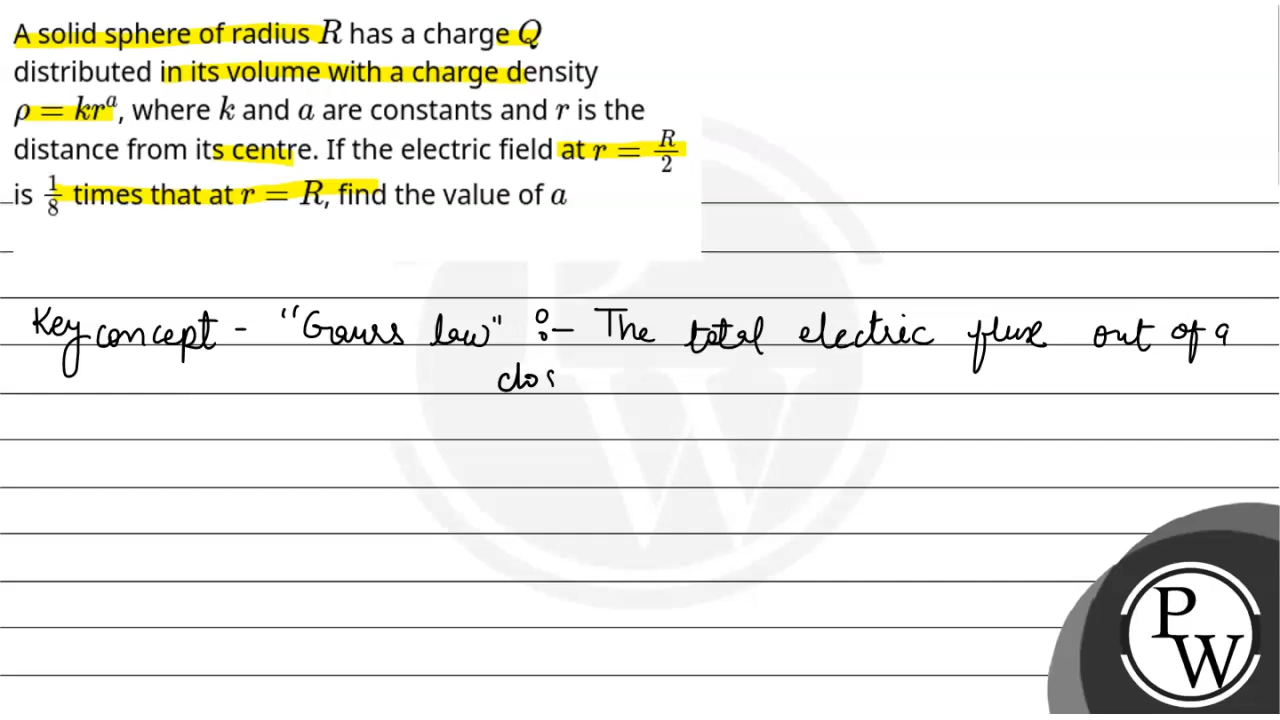 A solid sphere of radius R has a charge Q
distributed in its volume with a charge density
ρ = kr^a, where k and a are constants and r is the
distance from its centre. If the electric field at r = R/2
is 1/8 times that at r = R, find the value of a
Key concept - "Gauss law" :- The total electric flux out of a
clos
PW